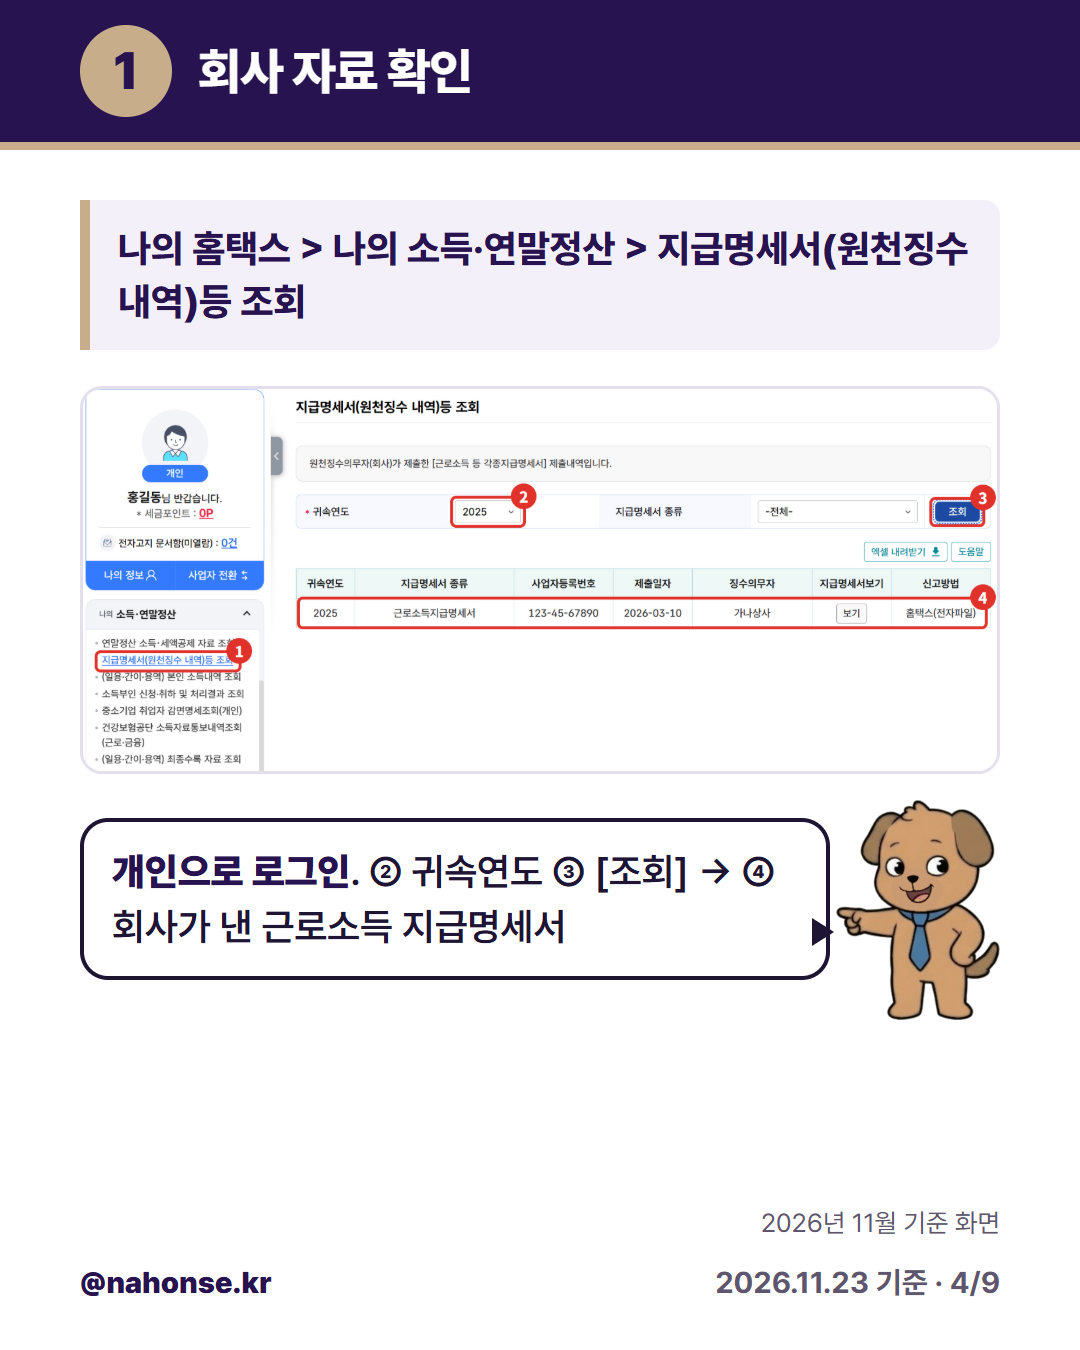 1 회사 자료 확인
나의 홈택스 > 나의 소득·연말정산 > 지급명세서(원천징수
내역)등 조회
개인
홍길동님 반갑습니다.
* 세금포인트 : 0P
전자고지 문서함(미열람) : 0건
나의 정보 사업자 전환
나의 소득·연말정산
연말정산 소득·세액공제 자료 조회
지급명세서(원천징수 내역)등 조회 1
(일용·간이·용역) 본인 소득내역 조회
소득부인 신청·취하 및 처리결과 조회
중소기업 취업자 감면명세조회(개인)
건강보험공단 소득자료통보내역조회
(근로·금융)
(일용·간이·용역) 최종수록 자료 조회
지급명세서(원천징수 내역)등 조회
원천징수의무자(회사)가 제출한 [근로소득 등 각종지급명세서] 제출내역입니다.
• 귀속연도 2025 2 지급명세서 종류 -전체- 조회 3
엑셀 내려받기 도움말
귀속연도 지급명세서 종류 사업자등록번호 제출일자 징수의무자 지급명세서보기 신고방법
2025 근로소득지급명세서 123-45-67890 2026-03-10 가나상사 보기 홈택스(전자파일) 4
개인으로 로그인. ② 귀속연도 ③ [조회] → ④
회사가 낸 근로소득 지급명세서
2026년 11월 기준 화면
@nahonse.kr 2026.11.23 기준 · 4/9